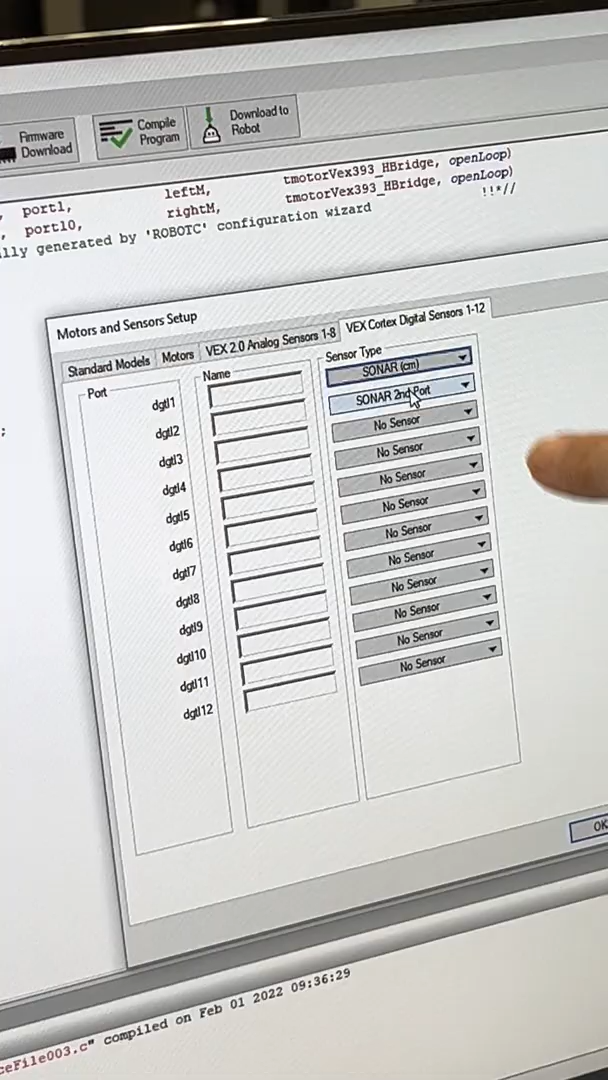 Firmware
Download
Compile
Program
Download to
Robot
, port1, leftM, tmotorVex393_HBridge, openLoop)
, port10, rightM, tmotorVex393_HBridge, openLoop)
lly generated by 'ROBOTC' configuration wizard !!*//
Motors and Sensors Setup
Standard Models Motors VEX 2.0 Analog Sensors 1-8 VEX Cortex Digital Sensors 1-12
Port Name Sensor Type
dgtl1 SONAR (cm)
dgtl2 SONAR 2nd Port
dgtl3 No Sensor
dgtl4 No Sensor
dgtl5 No Sensor
dgtl6 No Sensor
dgtl7 No Sensor
dgtl8 No Sensor
dgtl9 No Sensor
dgtl10 No Sensor
dgtl11 No Sensor
dgtl12 No Sensor
;
OK
ceFile003.c" compiled on Feb 01 2022 09:36:29